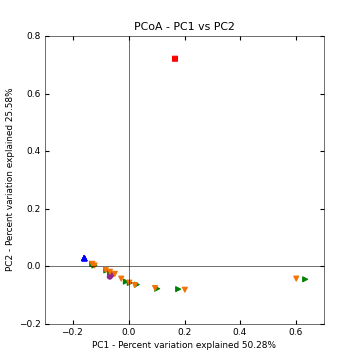 PCoA - PC1 vs PC2
0.8
0.6
0.4
0.2
0.0
−0.2
−0.2 0.0 0.2 0.4 0.6
PC2 - Percent variation explained 25.58%
PC1 - Percent variation explained 50.28%